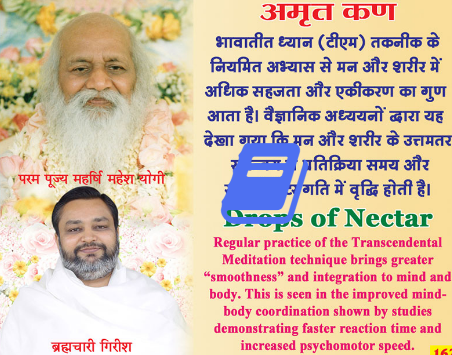 अमृत कण
भावातीत ध्यान (टीएम) तकनीक के
नियमित अभ्यास से मन और शरीर में
अधिक सहजता और एकीकरण का गुण
आता है। वैज्ञानिक अध्ययनों द्वारा यह
देखा गया कि मन और शरीर के उत्तमतर
प्रतिक्रिया समय और
गति में वृद्धि होती है।
परम पूज्य महर्षि महेश योगी
Drops of Nectar
Regular practice of the Transcendental
Meditation technique brings greater
“smoothness” and integration to mind and
body. This is seen in the improved mind-
body coordination shown by studies
demonstrating faster reaction time and
increased psychomotor speed.
ब्रह्मचारी गिरीश